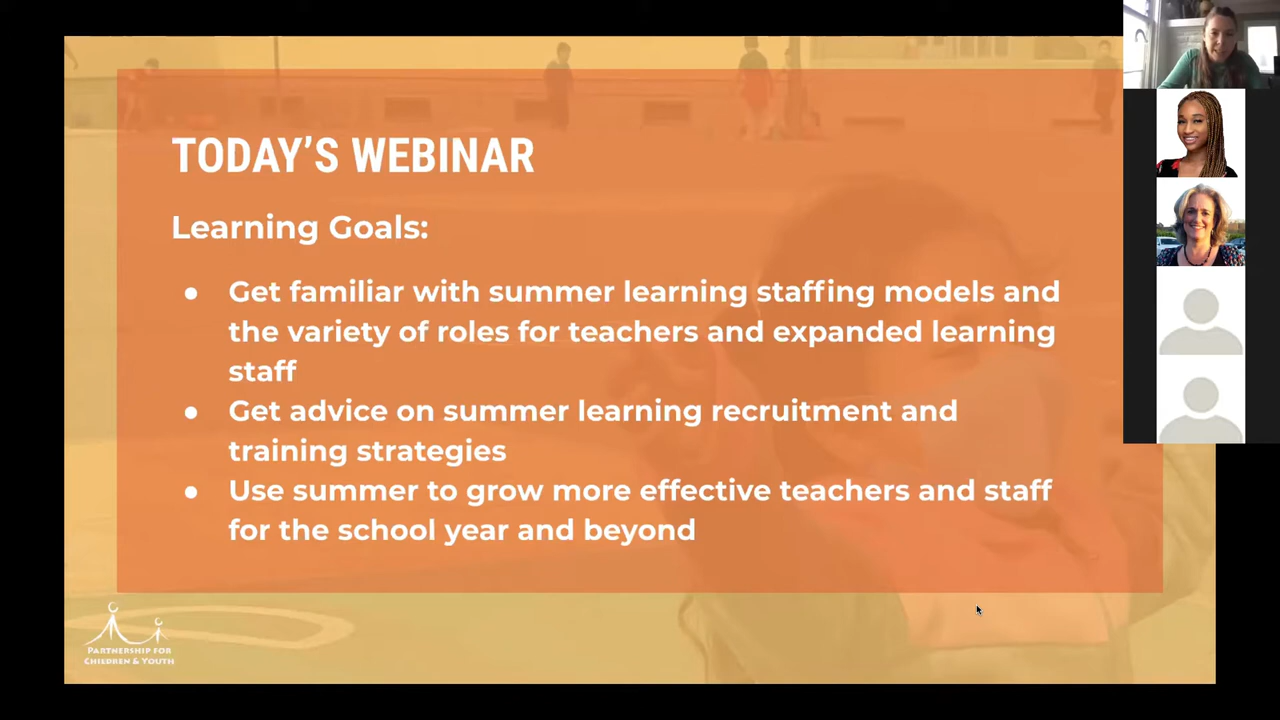 TODAY’S WEBINAR
Learning Goals:
● Get familiar with summer learning staffing models and
the variety of roles for teachers and expanded learning
staff
● Get advice on summer learning recruitment and
training strategies
● Use summer to grow more effective teachers and staff
for the school year and beyond
PARTNERSHIP FOR
CHILDREN & YOUTH